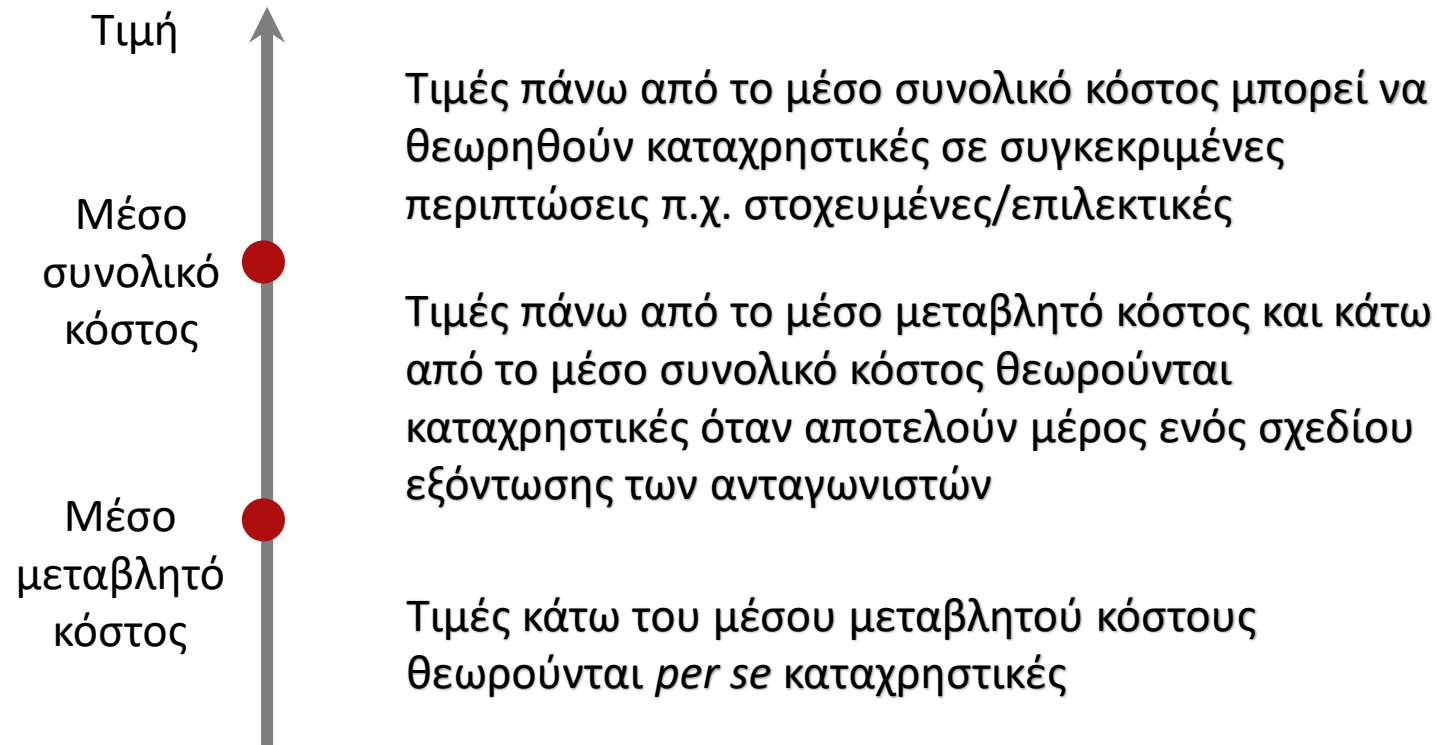 Τιμή
Τιμές πάνω από το μέσο συνολικό κόστος μπορεί να
θεωρηθούν καταχρηστικές σε συγκεκριμένες
περιπτώσεις π.χ. στοχευμένες/επιλεκτικές
Μέσο
συνολικό
κόστος
Τιμές πάνω από το μέσο μεταβλητό κόστος και κάτω
από το μέσο συνολικό κόστος θεωρούνται
καταχρηστικές όταν αποτελούν μέρος ενός σχεδίου
εξόντωσης των ανταγωνιστών
Μέσο
μεταβλητό
κόστος
Τιμές κάτω του μέσου μεταβλητού κόστους
θεωρούνται per se καταχρηστικές